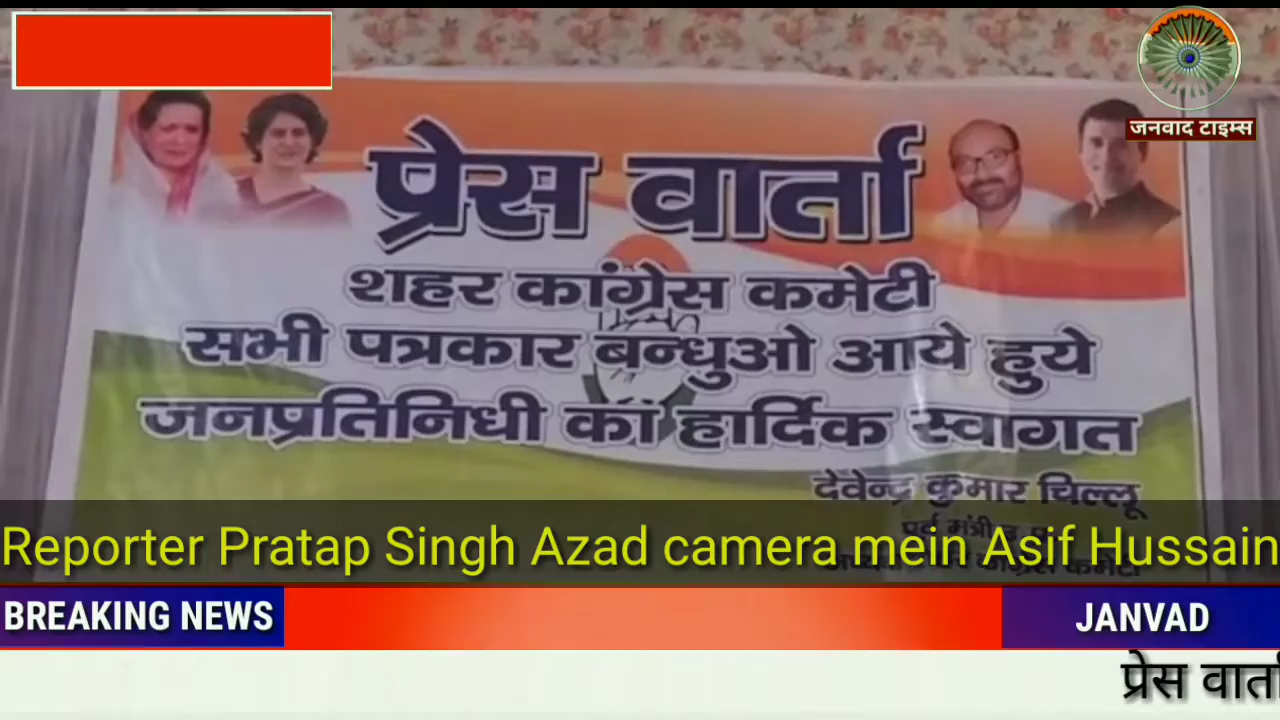 जनवाद टाइम्स
प्रेस वार्ता
शहर कांग्रेस कमेटी
सभी पत्रकार बन्धुओ आये हुये
जनप्रतिनिधी का हार्दिक स्वागत
देवेन्द्र कुमार चिल्लू
पूर्व मंत्री उ
कांग्रेस कमेटी
Reporter Pratap Singh Azad camera mein Asif Hussain
BREAKING NEWS
JANVAD
प्रेस वार्ता